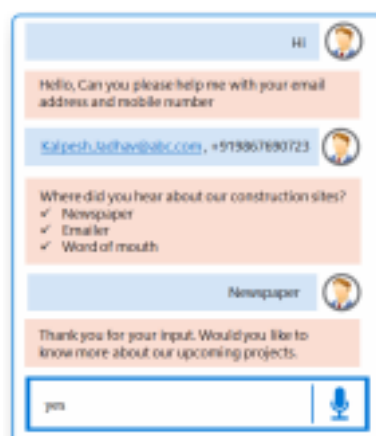 Hi
Hello, Can you please help me with your email
address and mobile number
Kalpesh.Jadhav@abc.com, +919867690723
Where did you hear about our construction sites?
✓ Newspaper
✓ Emailer
✓ Word of mouth
Newspaper
Thank you for your input. Would you like to
know more about our upcoming projects.
yes